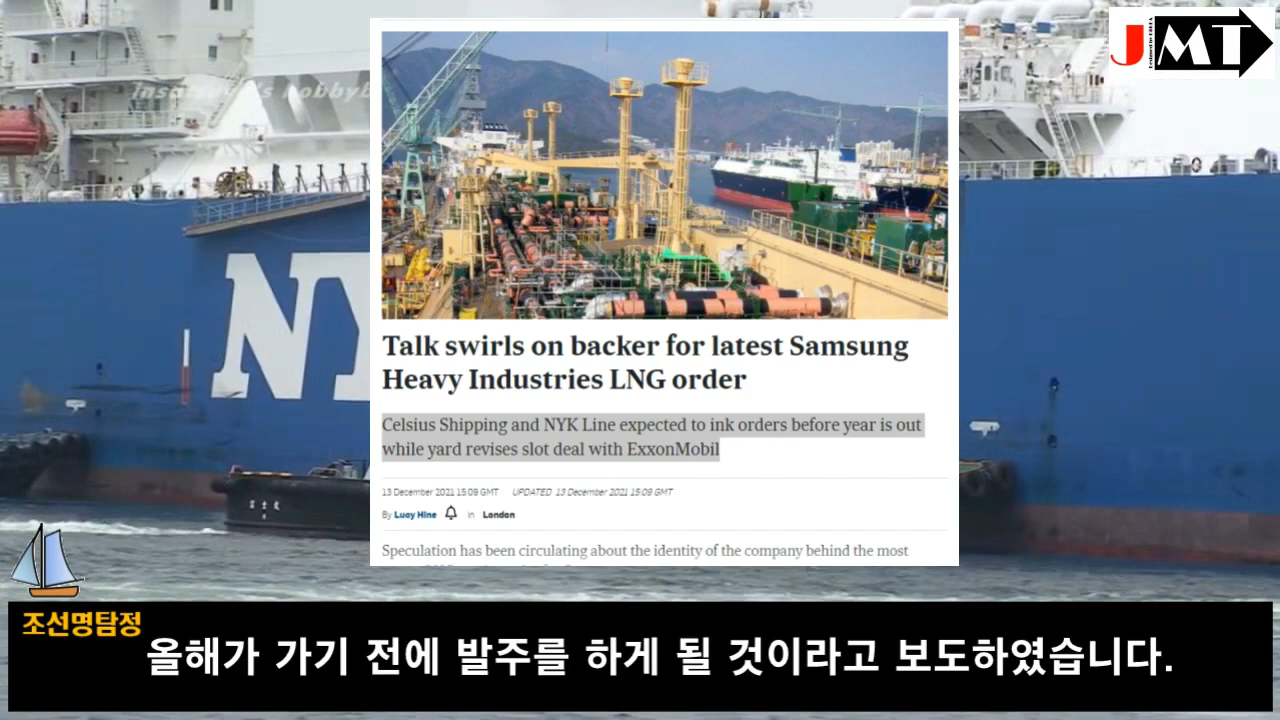 JMT
NY
Talk swirls on backer for latest Samsung
Heavy Industries LNG order
Celsius Shipping and NYK Line expected to ink orders before year is out
while yard revises slot deal with ExxonMobil
13 December 2021 15:09 GMT UPDATED 13 December 2021 15:09 GMT
By Lucy Hine in London
Speculation has been circulating about the identity of the company behind the most
조선명탐정
올해가 가기 전에 발주를 하게 될 것이라고 보도하였습니다.